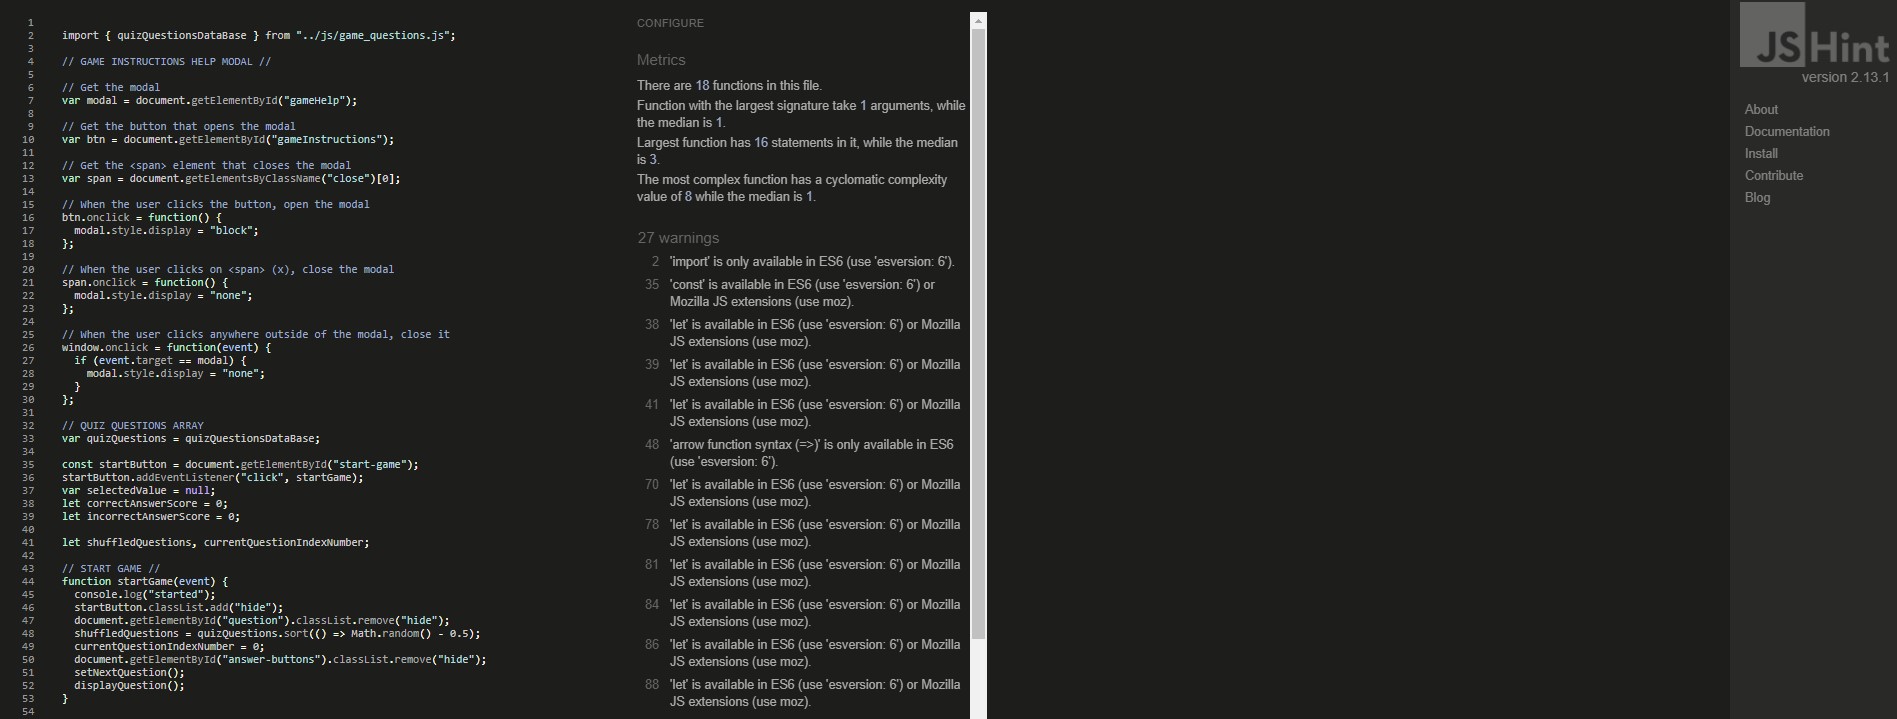 1
2 import { quizQuestionsDataBase } from "../js/game_questions.js";
3
4 // GAME INSTRUCTIONS HELP MODAL //
5
6 // Get the modal
7 var modal = document.getElementById("gameHelp");
8
9 // Get the button that opens the modal
10 var btn = document.getElementById("gameInstructions");
11
12 // Get the <span> element that closes the modal
13 var span = document.getElementsByClassName("close")[0];
14
15 // When the user clicks the button, open the modal
16 btn.onclick = function() {
17 modal.style.display = "block";
18 };
19
20 // When the user clicks on <span> (x), close the modal
21 span.onclick = function() {
22 modal.style.display = "none";
23 };
24
25 // When the user clicks anywhere outside of the modal, close it
26 window.onclick = function(event) {
27 if (event.target == modal) {
28 modal.style.display = "none";
29 }
30 };
31
32 // QUIZ QUESTIONS ARRAY
33 var quizQuestions = quizQuestionsDataBase;
34
35 const startButton = document.getElementById("start-game");
36 startButton.addEventListener("click", startGame);
37 var selectedValue = null;
38 let correctAnswerScore = 0;
39 let incorrectAnswerScore = 0;
40
41 let shuffledQuestions, currentQuestionIndexNumber;
42
43 // START GAME //
44 function startGame(event) {
45 console.log("started");
46 startButton.classList.add("hide");
47 document.getElementById("question").classList.remove("hide");
48 shuffledQuestions = quizQuestions.sort(() => Math.random() - 0.5);
49 currentQuestionIndexNumber = 0;
50 document.getElementById("answer-buttons").classList.remove("hide");
51 setNextQuestion();
52 displayQuestion();
53 }
54
CONFIGURE
Metrics
There are 18 functions in this file.
Function with the largest signature take 1 arguments, while
the median is 1.
Largest function has 16 statements in it, while the median
is 3.
The most complex function has a cyclomatic complexity
value of 8 while the median is 1.
27 warnings
2 'import' is only available in ES6 (use 'esversion: 6').
35 'const' is available in ES6 (use 'esversion: 6') or
Mozilla JS extensions (use moz).
38 'let' is available in ES6 (use 'esversion: 6') or Mozilla
JS extensions (use moz).
39 'let' is available in ES6 (use 'esversion: 6') or Mozilla
JS extensions (use moz).
41 'let' is available in ES6 (use 'esversion: 6') or Mozilla
JS extensions (use moz).
48 'arrow function syntax (=>)' is only available in ES6
(use 'esversion: 6').
70 'let' is available in ES6 (use 'esversion: 6') or Mozilla
JS extensions (use moz).
78 'let' is available in ES6 (use 'esversion: 6') or Mozilla
JS extensions (use moz).
81 'let' is available in ES6 (use 'esversion: 6') or Mozilla
JS extensions (use moz).
84 'let' is available in ES6 (use 'esversion: 6') or Mozilla
JS extensions (use moz).
86 'let' is available in ES6 (use 'esversion: 6') or Mozilla
JS extensions (use moz).
88 'let' is available in ES6 (use 'esversion: 6') or Mozilla
JS extensions (use moz).
JSHint
version 2.13.1
About
Documentation
Install
Contribute
Blog